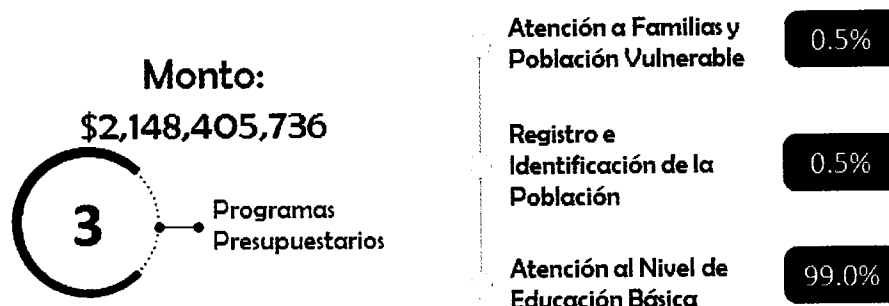 Monto:
$2,148,405,736
3
Programas
Presupuestarios
Atención a Familias y
Población Vulnerable
0.5%
Registro e
Identificación de la
Población
0.5%
Atención al Nivel de
Educación Básica
99.0%